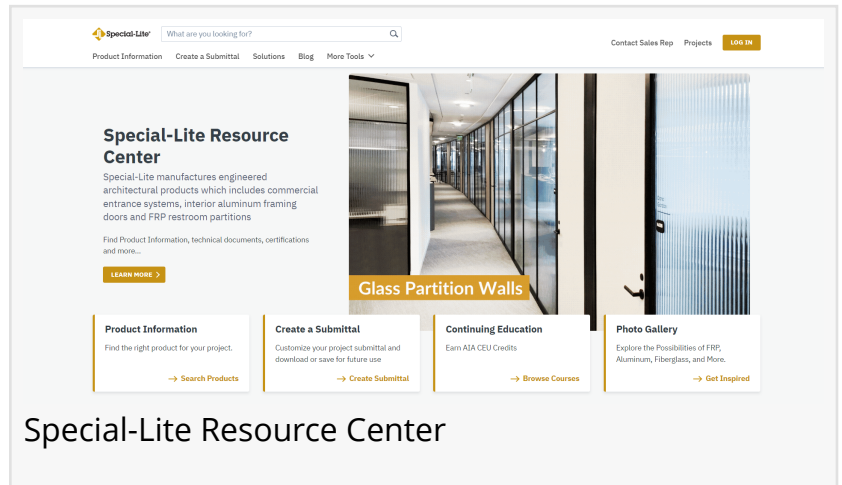 Special-Lite®
What are you looking for?
Contact Sales Rep Projects LOG IN
Product Information Create a Submittal Solutions Blog More Tools
Special-Lite Resource
Center
Special-Lite manufactures engineered
architectural products which includes commercial
entrance systems, interior aluminum framing
doors and FRP restroom partitions
Find Product Information, technical documents, certifications
and more...
LEARN MORE
Glass Partition Walls
Product Information
Find the right product for your project.
→ Search Products
Create a Submittal
Customize your project submittal and
download or save for future use
→ Create Submittal
Continuing Education
Earn AIA CEU Credits
→ Browse Courses
Photo Gallery
Explore the Possibilities of FRP,
Aluminum, Fiberglass, and More.
→ Get Inspired
Special-Lite Resource Center